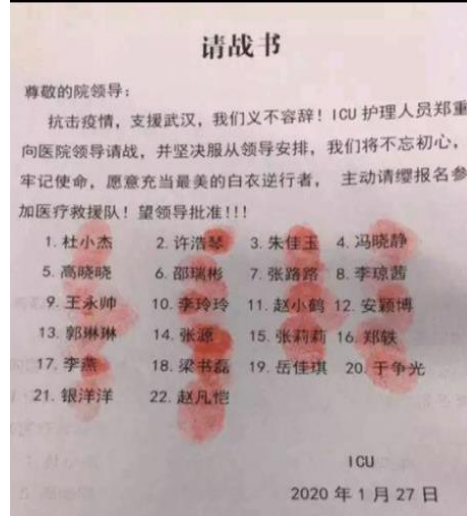 请战书
尊敬的院领导：
抗击疫情，支援武汉，我们义不容辞！ICU 护理人员郑重
向医院领导请战，并坚决服从领导安排，我们将不忘初心，
牢记使命，愿意充当最美的白衣逆行者， 主动请缨报名参
加医疗救援队！望领导批准!!!
1. 杜小杰 2. 许浩琴 3. 朱佳玉 4. 冯晓静
5. 高晓晓 6. 邵瑞彬 7. 张路路 8. 李琼茜
9. 王永帅 10. 李玲玲 11. 赵小鹤 12. 安颖博
13. 郭琳琳 14. 张源 15. 张莉莉 16. 郑轶
17. 李燕 18. 梁书磊 19. 岳佳琪 20. 于争光
21. 银洋洋 22. 赵凡恺
ICU
2020 年 1 月 27 日